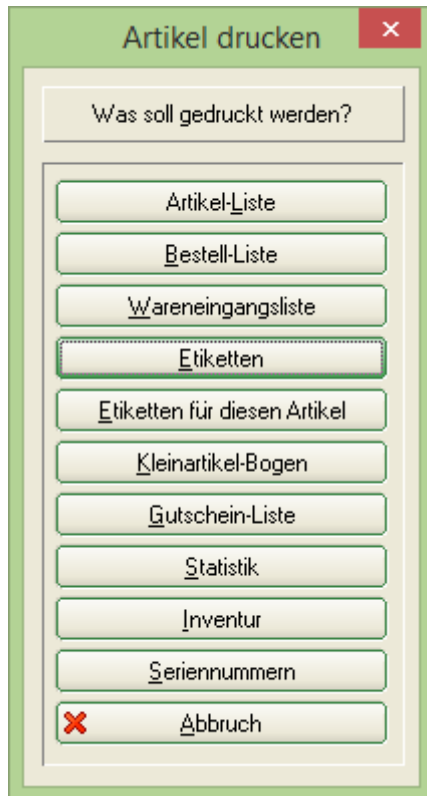 Artikel drucken
Was soll gedruckt werden?
Artikel-Liste
Bestell-Liste
Wareneingangsliste
Etiketten
Etiketten für diesen Artikel
Kleinartikel-Bogen
Gutschein-Liste
Statistik
Inventur
Seriennummern
Abbruch